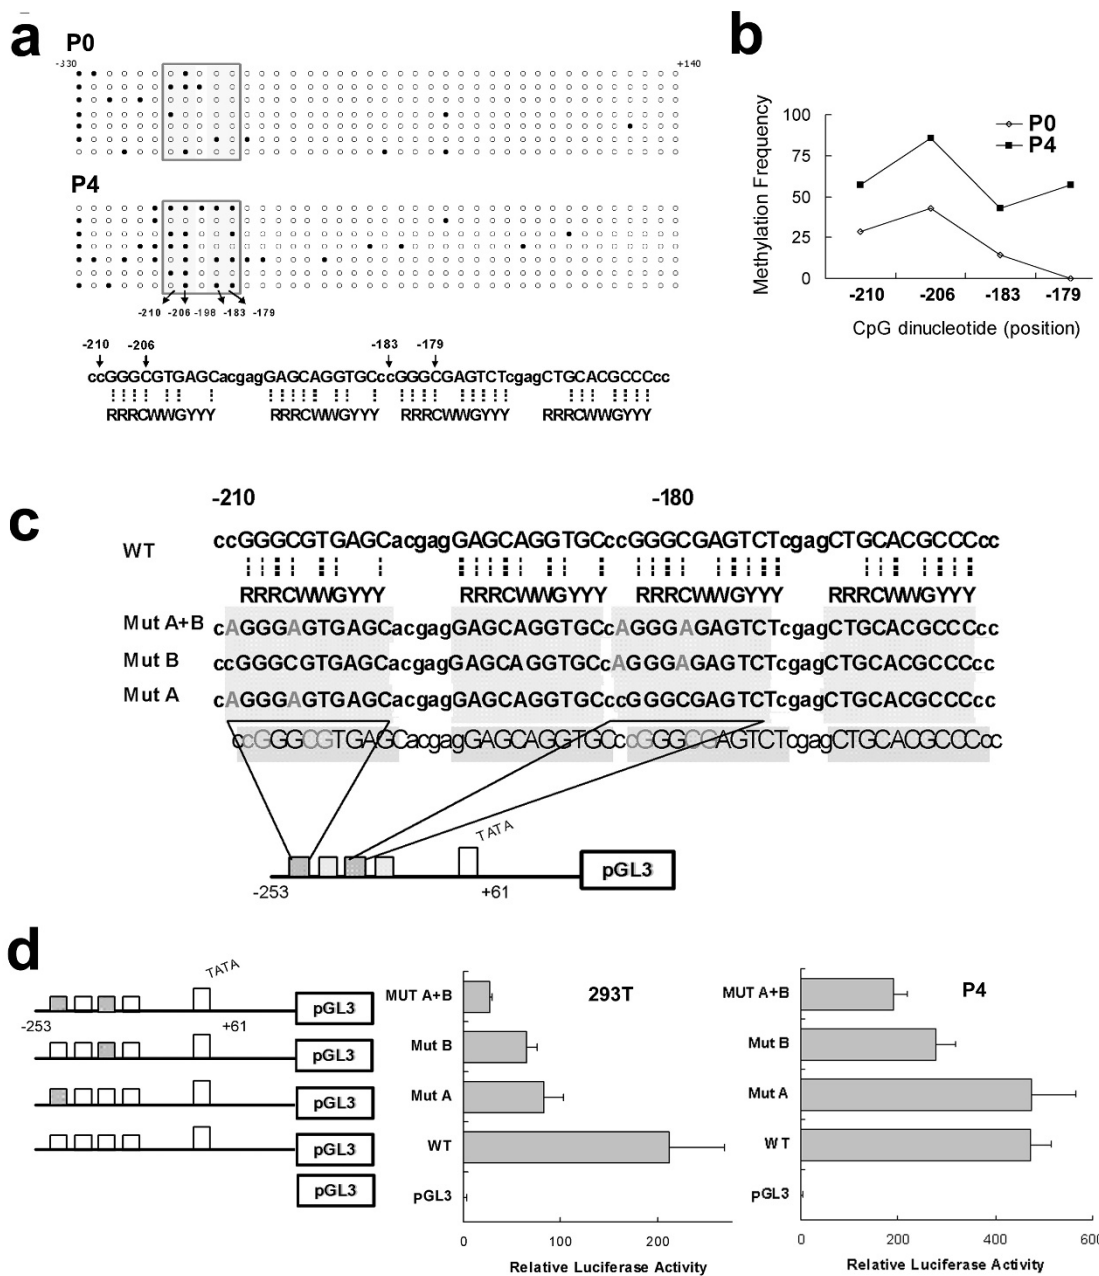 a
P0
-330
+140
P4
-210
-206
-198
-183
-179
-210
-206
-183
-179
ccGGGCGTGAGCacgagGAGCAGGTGCccGGGCGAGTCTcgagCTGCACGCCCcc
RRRCWWGYYY RRRCWWGYYY RRRCWWGYYY RRRCWWGYYY
b
Methylation Frequency
100
75
50
25
0
P0
P4
-210
-206
-183
-179
CpG dinucleotide (position)
c
-210
-180
WT
ccGGGCGTGAGCacgagGAGCAGGTGCccGGGCGAGTCTcgagCTGCACGCCCcc
RRRCWWGYYY RRRCWWGYYY RRRCWWGYYY RRRCWWGYYY
Mut A+B
cAGGGAGTGAGCacgagGAGCAGGTGCcAGGGAGAGTCTcgagCTGCACGCCCcc
Mut B
ccGGGCGTGAGCacgagGAGCAGGTGCcAGGGAGAGTCTcgagCTGCACGCCCcc
Mut A
cAGGGAGTGAGCacgagGAGCAGGTGCccGGGCGAGTCTcgagCTGCACGCCCcc
ccGGGCGTGAGCacgagGAGCAGGTGCccGGGCGAGTCTcgagCTGCACGCCCcc
TATA
-253
+61
pGL3
d
TATA
-253
+61
pGL3
pGL3
pGL3
pGL3
pGL3
293T
MUT A+B
Mut B
Mut A
WT
pGL3
0
100
200
Relative Luciferase Activity
P4
MUT A+B
Mut B
Mut A
WT
pGL3
0
200
400
Relative Luciferase Activity